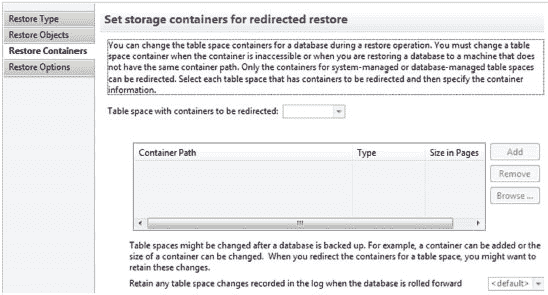 Restore Type
Restore Objects
Restore Containers
Restore Options
Set storage containers for redirected restore
You can change the table space containers for a database during a restore operation. You must change a table
space container when the container is inaccessible or when you are restoring a database to a machine that does
not have the same container path. Only the containers for system-managed or database-managed table spaces
can be redirected. Select each table space that has containers to be redirected and then specify the container
information.
Table space with containers to be redirected:
Container Path Type Size in Pages
Add
Remove
Browse ...
Table spaces might be changed after a database is backed up. For example, a container can be added or the
size of a container can be changed. When you redirect the containers for a table space, you might want to
retain these changes.
Retain any table space changes recorded in the log when the database is rolled forward <default>